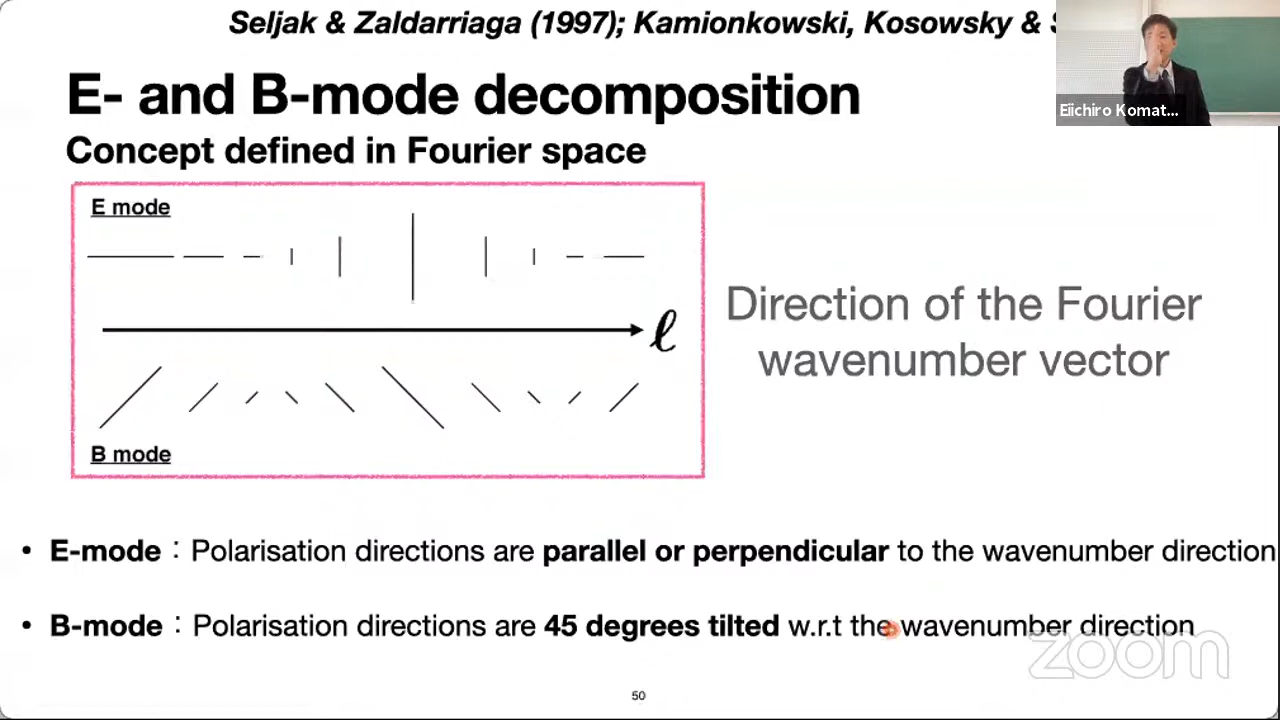 Seljak & Zaldarriaga (1997); Kamionkowski, Kosowsky &
Eiichiro Komat...
E- and B-mode decomposition
Concept defined in Fourier space
E mode
ℓ
B mode
Direction of the Fourier
wavenumber vector
• E-mode：Polarisation directions are parallel or perpendicular to the wavenumber direction
• B-mode：Polarisation directions are 45 degrees tilted w.r.t the wavenumber direction
zoom
50